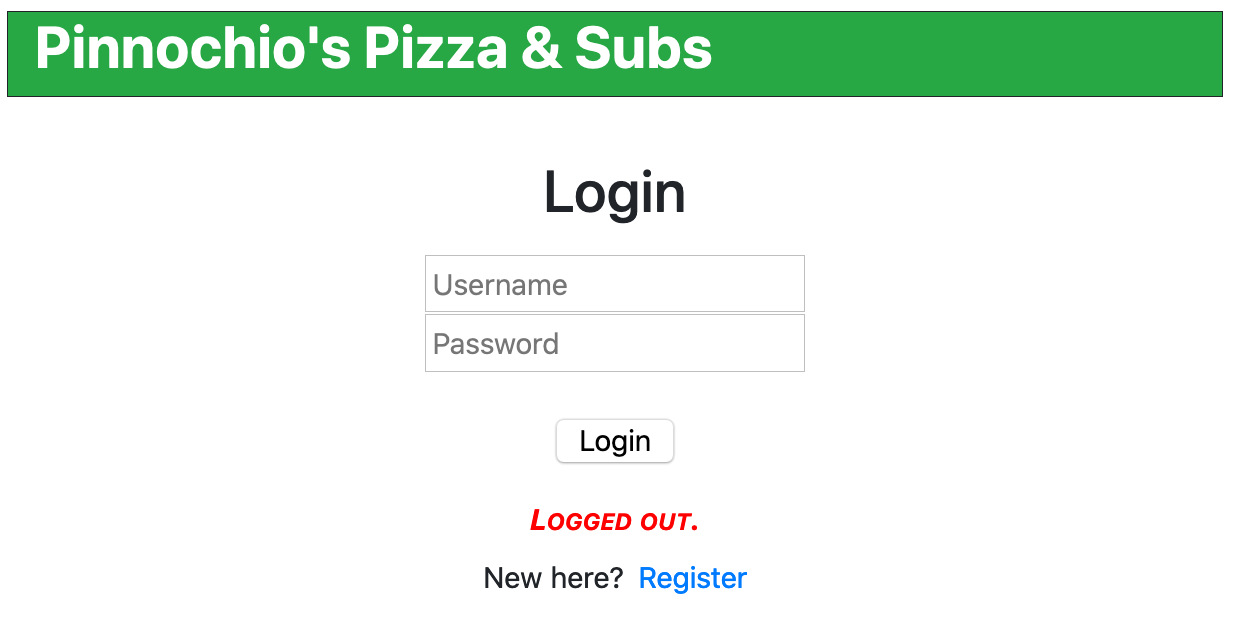 Pinnochio's Pizza & Subs
Login
Username
Password
Login
Logged out.
New here? Register